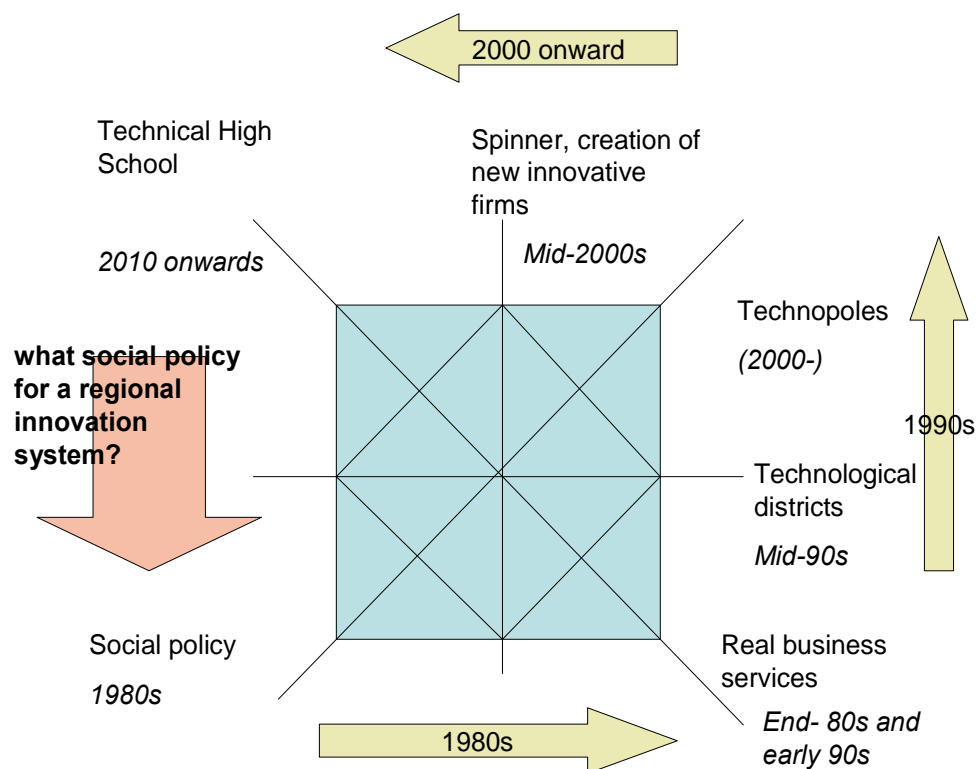 2000 onward
Technical High
School
Spinner, creation of
new innovative
firms
2010 onwards
Mid-2000s
Technopoles
(2000-)
what social policy
for a regional
innovation
system?
1990s
Technological
districts
Mid-90s
Social policy
1980s
Real business
services
End- 80s and
early 90s
1980s